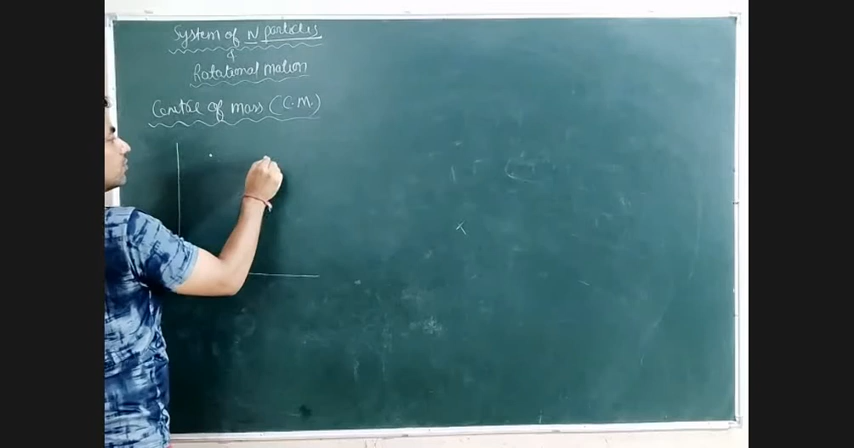 System of N particles
&
Rotational motion
Centre of mass (C.M.)